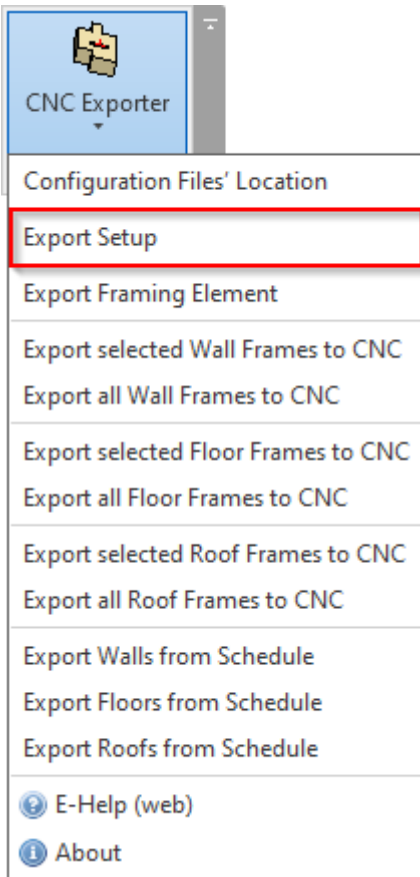 CNC Exporter
Configuration Files' Location
Export Setup
Export Framing Element
Export selected Wall Frames to CNC
Export all Wall Frames to CNC
Export selected Floor Frames to CNC
Export all Floor Frames to CNC
Export selected Roof Frames to CNC
Export all Roof Frames to CNC
Export Walls from Schedule
Export Floors from Schedule
Export Roofs from Schedule
E-Help (web)
About